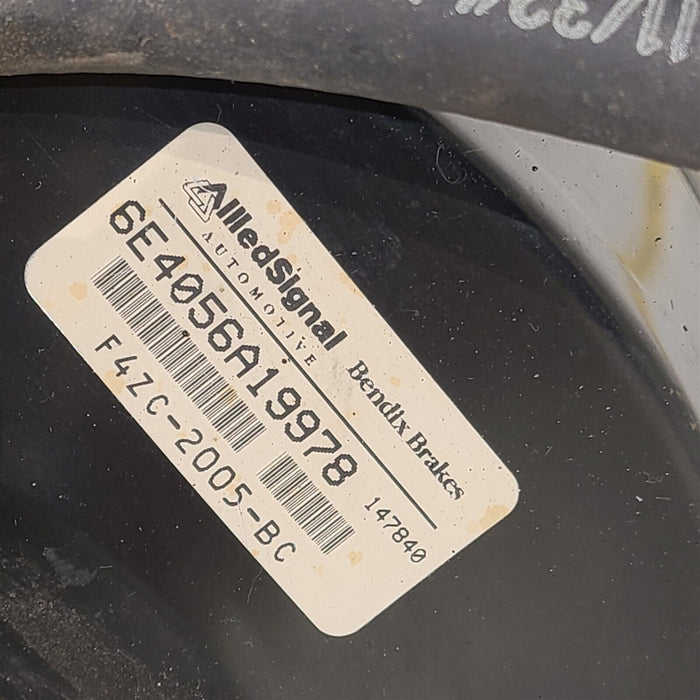 AlliedSignal
AUTOMOTIVE
Bendix Brakes
6E4056A19978
147840
F4ZC-2005-BC